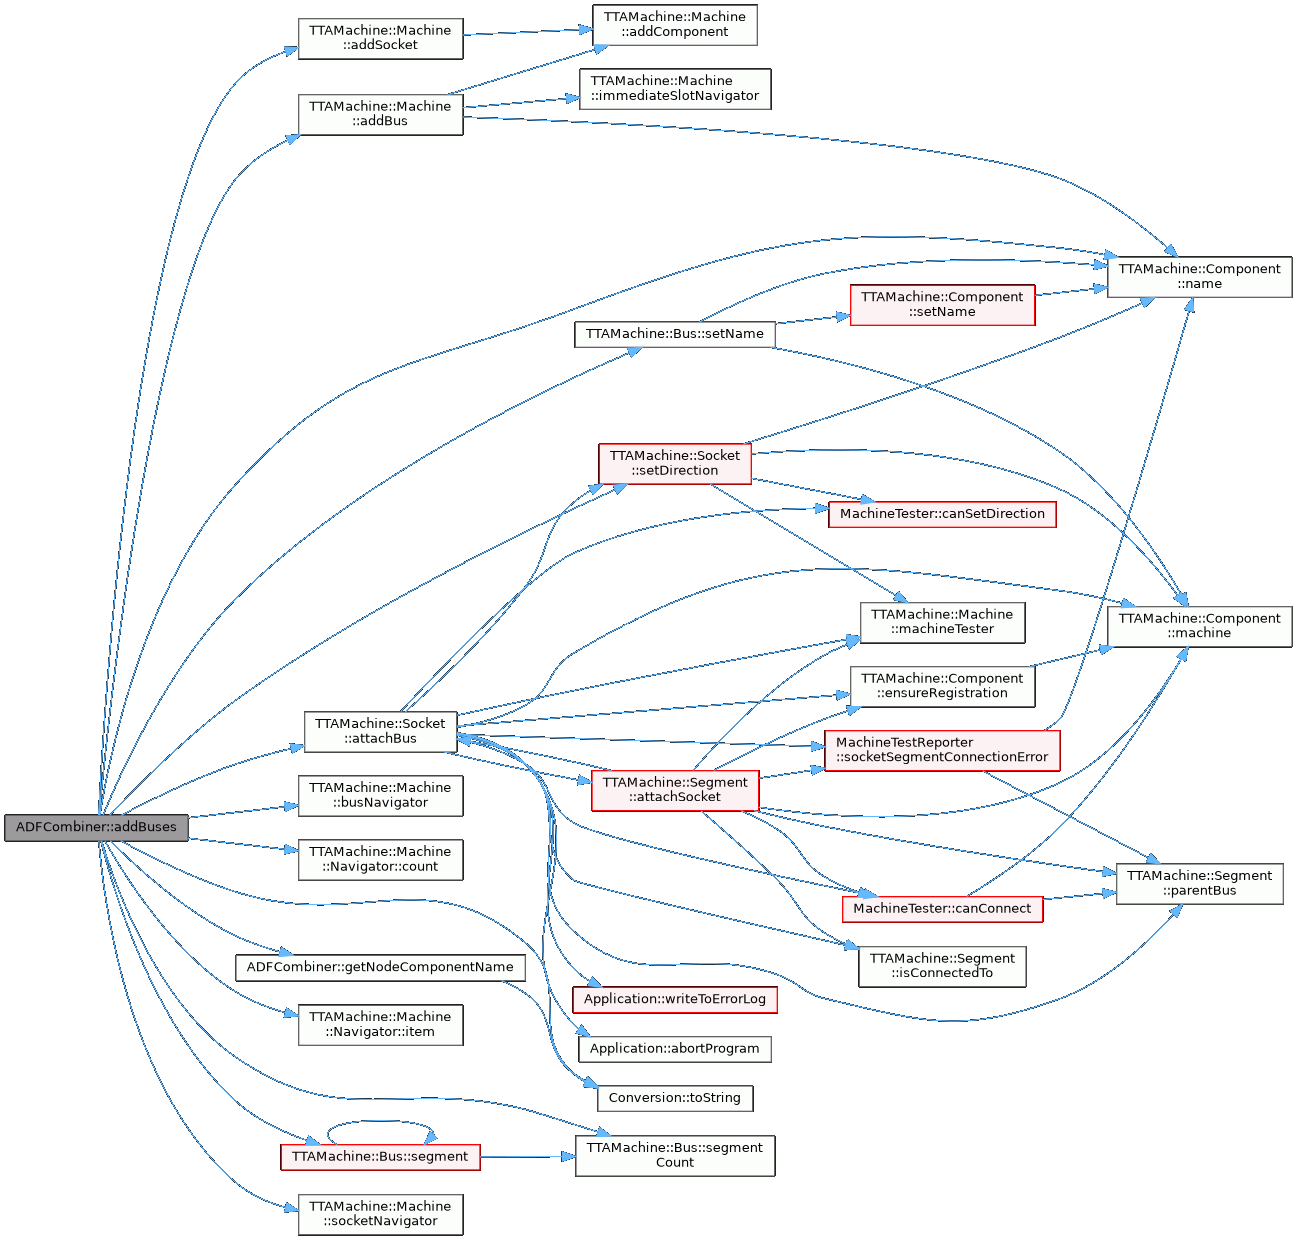 TTAMachine::Machine
::addComponent
TTAMachine::Machine
::addSocket
TTAMachine::Machine
::immediateSlotNavigator
TTAMachine::Machine
::addBus
TTAMachine::Component
::name
TTAMachine::Component
::setName
TTAMachine::Bus::setName
TTAMachine::Socket
::setDirection
MachineTester::canSetDirection
TTAMachine::Machine
::machineTester
TTAMachine::Component
::machine
TTAMachine::Component
::ensureRegistration
TTAMachine::Socket
::attachBus
MachineTestReporter
::socketSegmentConnectionError
TTAMachine::Segment
::attachSocket
TTAMachine::Machine
::busNavigator
ADFCombiner::addBuses
TTAMachine::Machine
::Navigator::count
TTAMachine::Segment
::parentBus
MachineTester::canConnect
ADFCombiner::getNodeComponentName
TTAMachine::Segment
::isConnectedTo
Application::writeToErrorLog
TTAMachine::Machine
::Navigator::item
Application::abortProgram
Conversion::toString
TTAMachine::Bus::segment
TTAMachine::Bus::segment
Count
TTAMachine::Machine
::socketNavigator